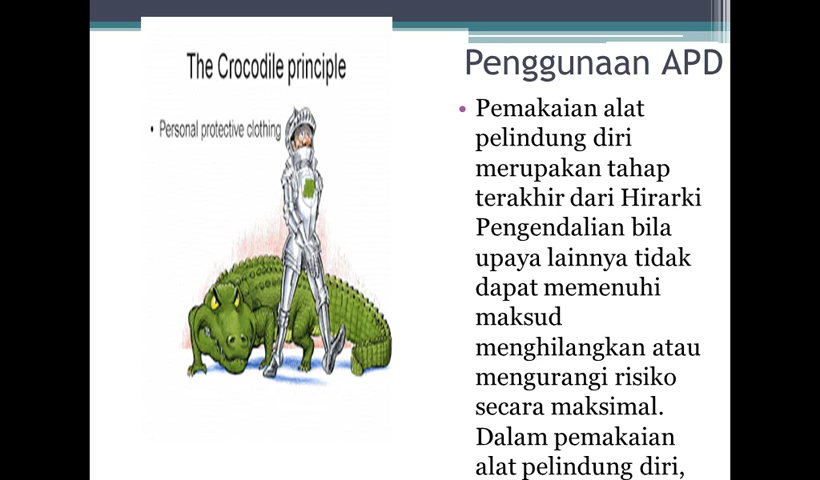 The Crocodile principle
• Personal protective clothing
Penggunaan APD
• Pemakaian alat
pelindung diri
merupakan tahap
terakhir dari Hirarki
Pengendalian bila
upaya lainnya tidak
dapat memenuhi
maksud
menghilangkan atau
mengurangi risiko
secara maksimal.
Dalam pemakaian
alat pelindung diri,